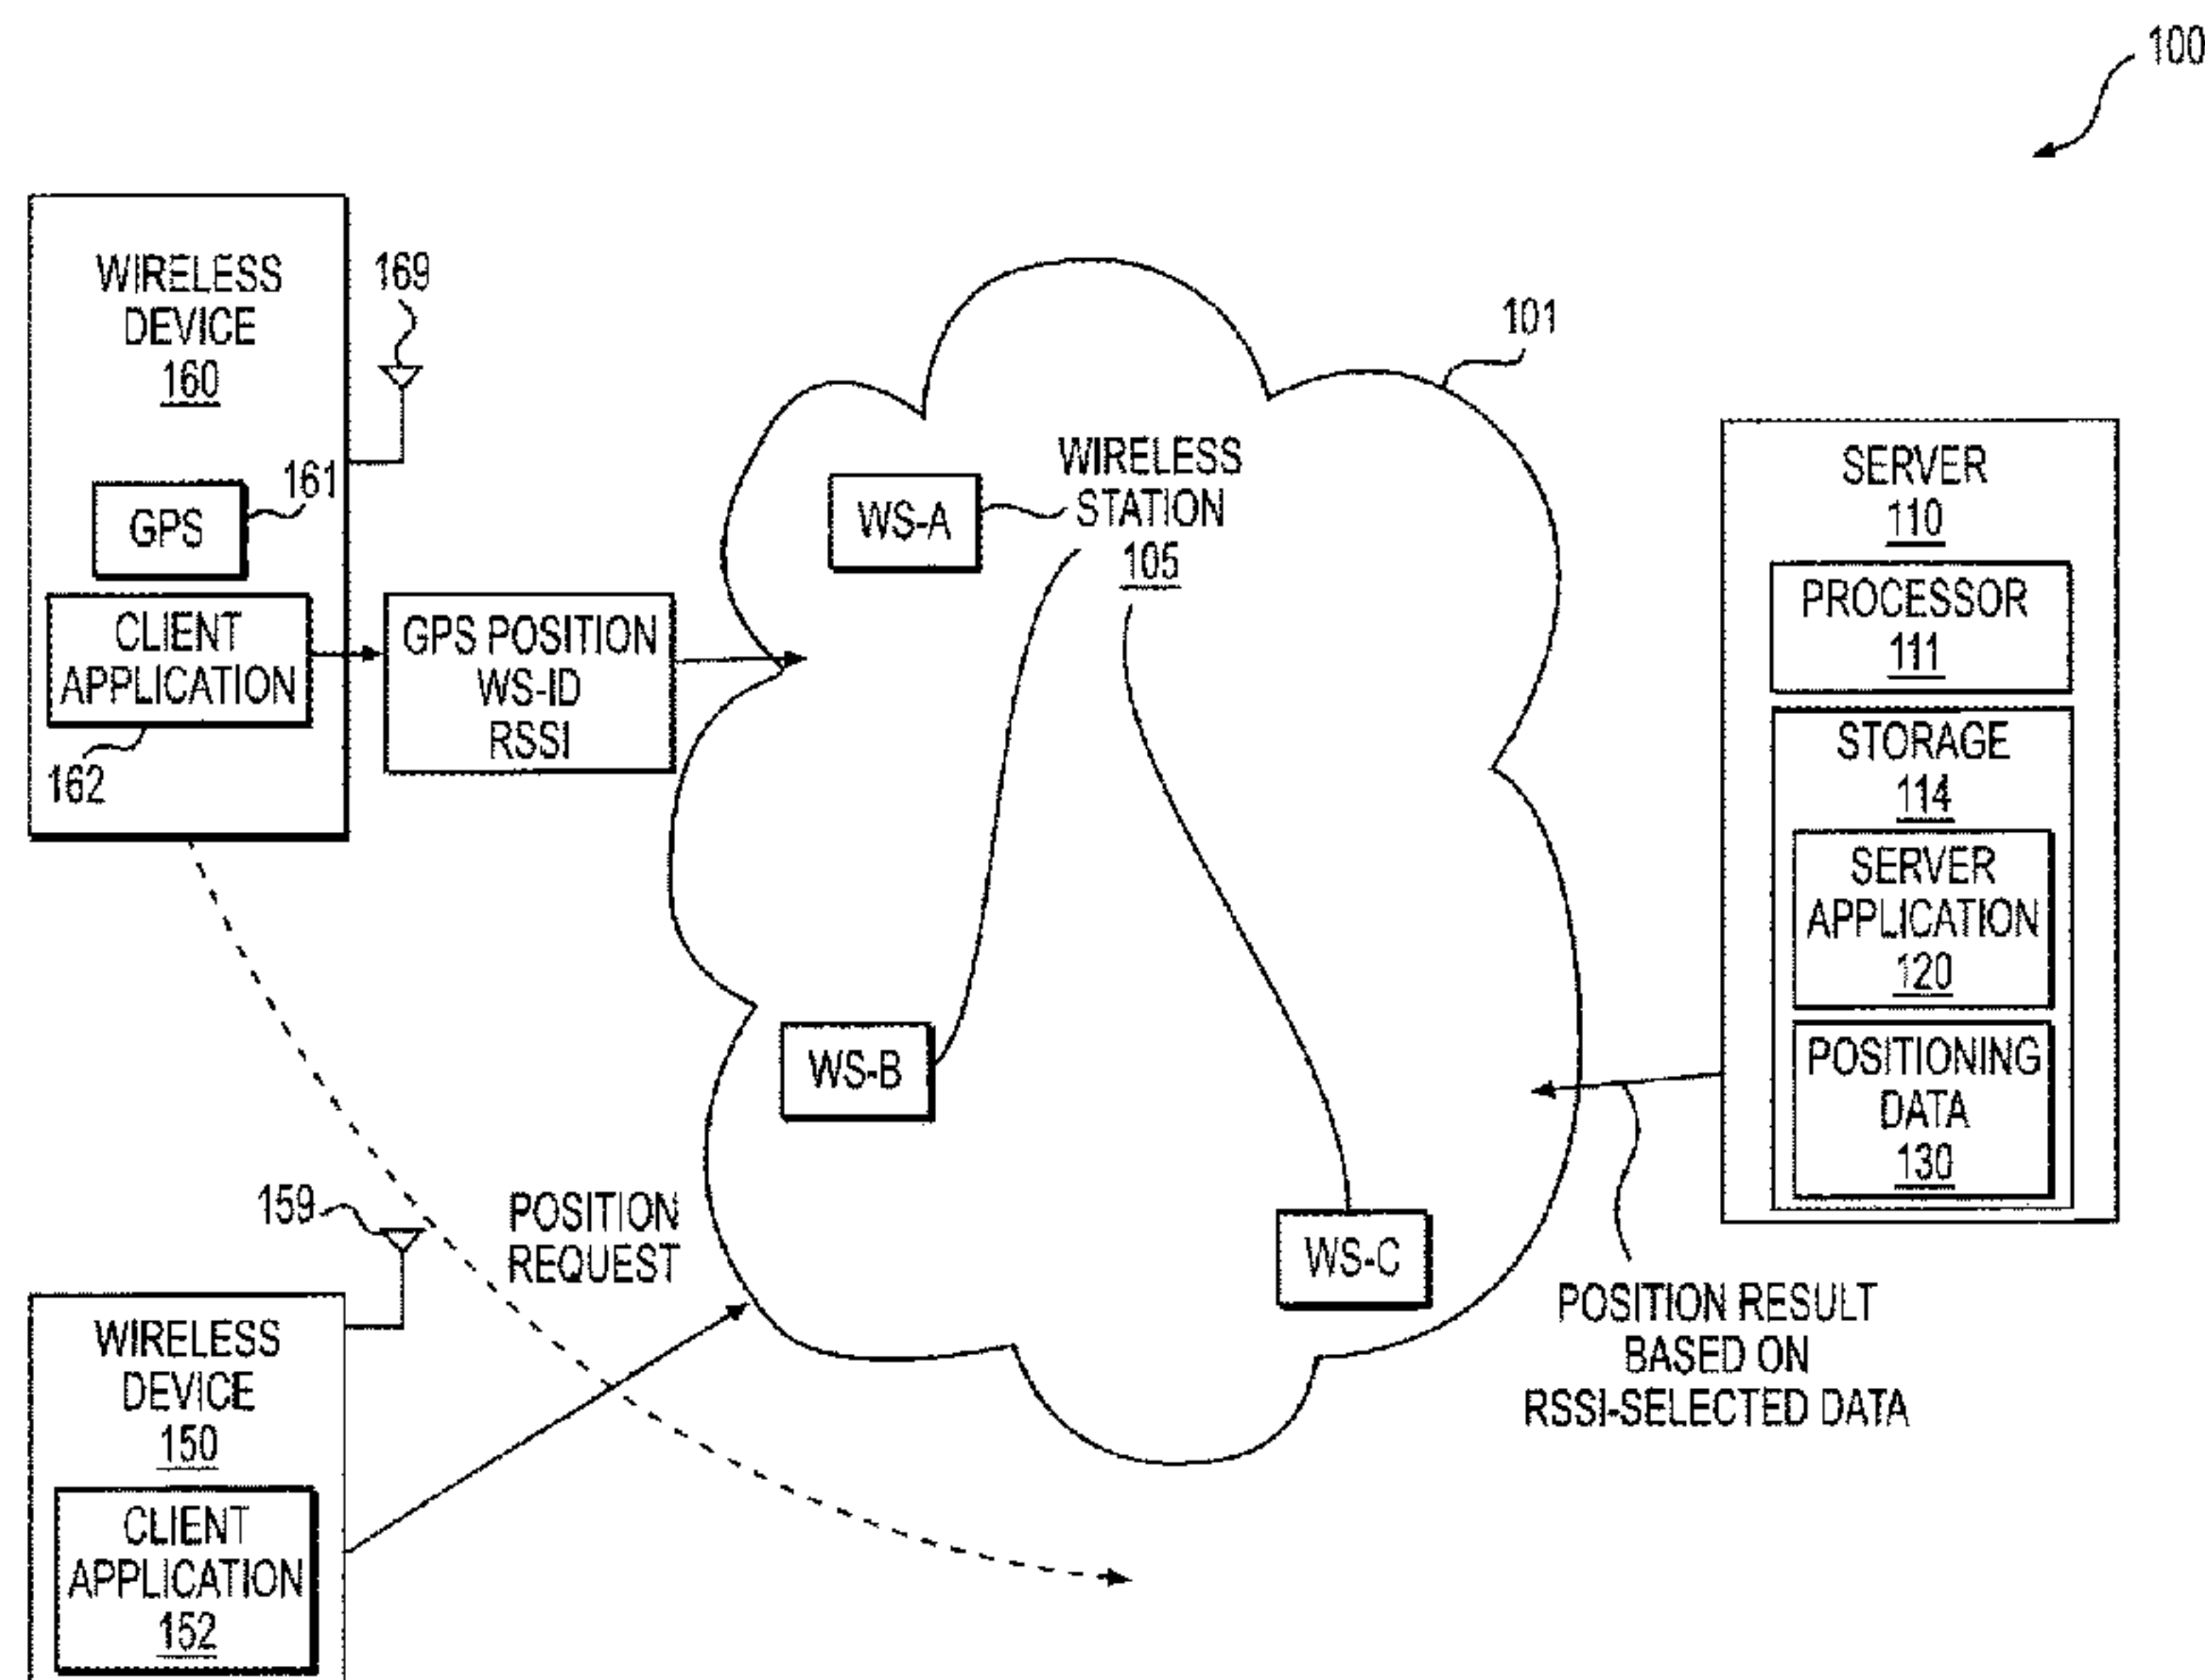 100
WIRELESS
DEVICE
160
169
GPS
161
CLIENT
APPLICATION
162
GPS POSITION
WS-ID
RSSI
101
WIRELESS
STATION
105
WS-A
WS-B
WS-C
SERVER
110
PROCESSOR
111
STORAGE
114
SERVER
APPLICATION
120
POSITIONING
DATA
130
159
POSITION
REQUEST
WIRELESS
DEVICE
150
CLIENT
APPLICATION
152
POSITION RESULT
BASED ON
RSSI-SELECTED DATA